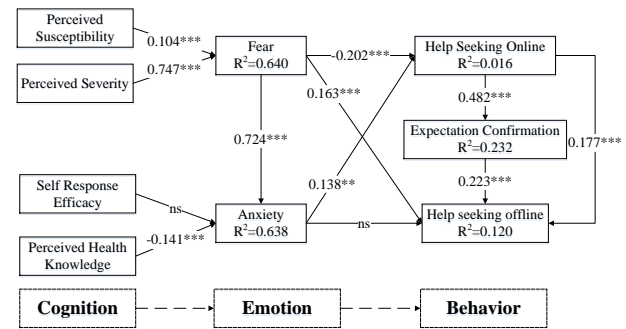 Perceived
Susceptibility
0.104***
Fear
R²=0.640
-0.202***
Help Seeking Online
R²=0.016
Perceived Severity
0.747***
0.163***
0.482***
0.724***
Expectation Confirmation
R²=0.232
0.177***
0.138**
0.223***
Self Response
Efficacy
ns
Anxiety
R²=0.638
ns
Help seeking offline
R²=0.120
Perceived Health
Knowledge
-0.141***
Cognition
Emotion
Behavior